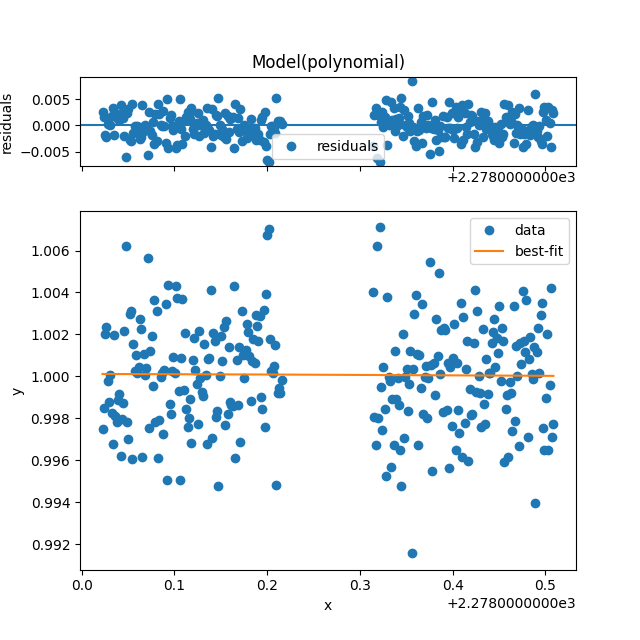 Model(polynomial)
residuals
0.005
0.000
−0.005
residuals
+2.2780000000e3
y
1.006
1.004
1.002
1.000
0.998
0.996
0.994
0.992
data
best-fit
0.0 0.1 0.2 0.3 0.4 0.5
x
+2.2780000000e3